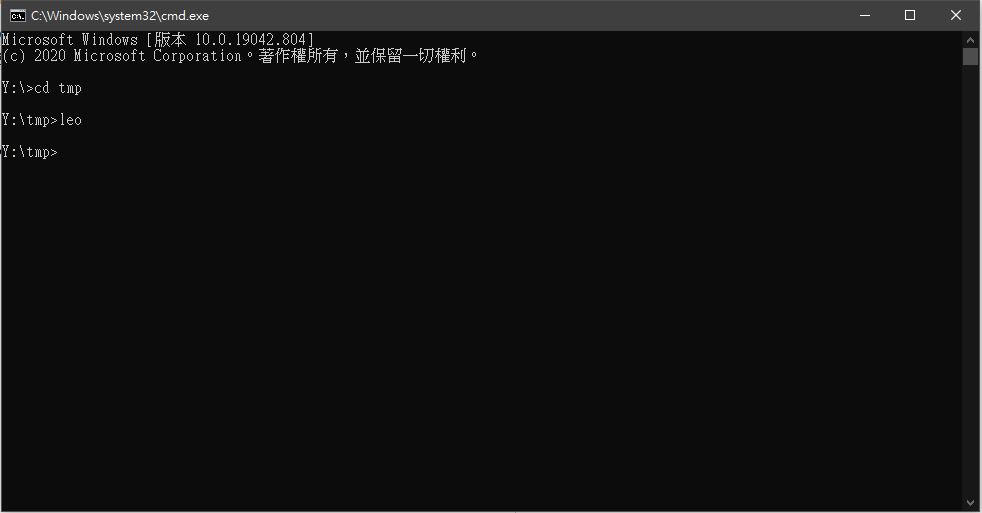 C:\Windows\system32\cmd.exe
Microsoft Windows [版本 10.0.19042.804]
(c) 2020 Microsoft Corporation。著作權所有，並保留一切權利。
Y:\>cd tmp
Y:\tmp>leo
Y:\tmp>